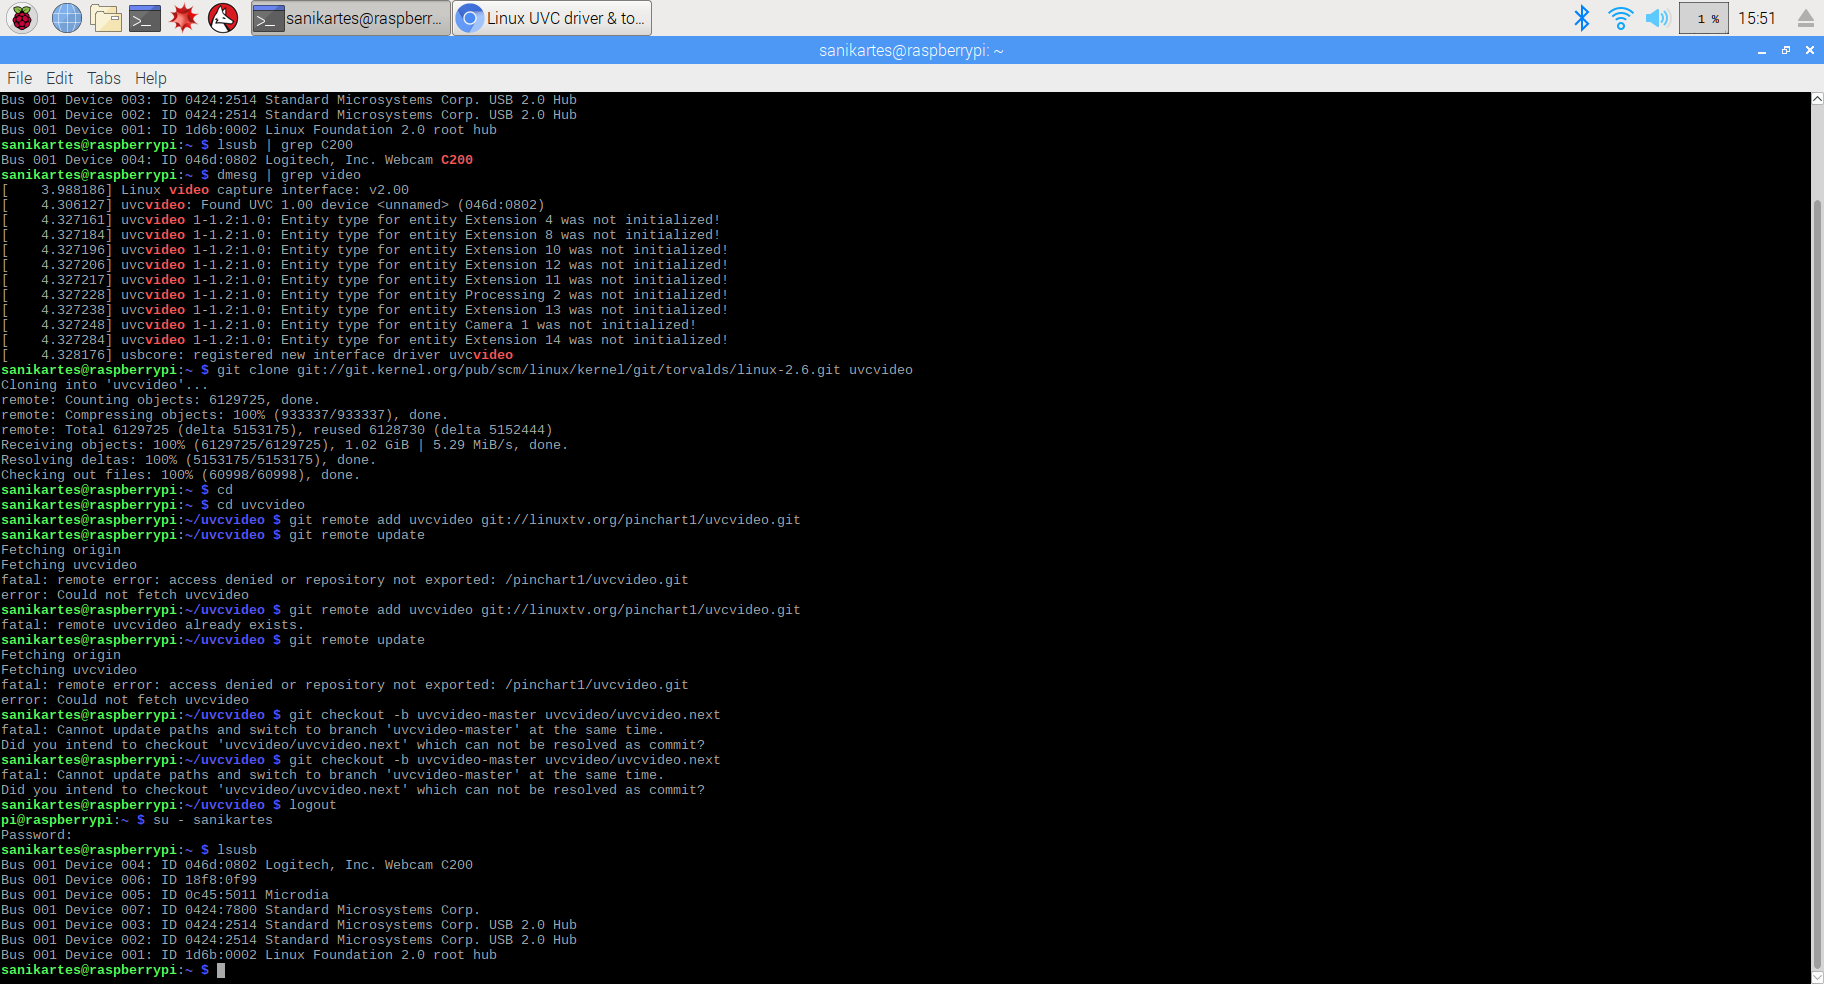 sanikartes@raspberr...
Linux UVC driver & to...
1 %
15:51
sanikartes@raspberrypi: ~
File Edit Tabs Help
Bus 001 Device 003: ID 0424:2514 Standard Microsystems Corp. USB 2.0 Hub
Bus 001 Device 002: ID 0424:2514 Standard Microsystems Corp. USB 2.0 Hub
Bus 001 Device 001: ID 1d6b:0002 Linux Foundation 2.0 root hub
sanikartes@raspberrypi:~ $ lsusb | grep C200
Bus 001 Device 004: ID 046d:0802 Logitech, Inc. Webcam C200
sanikartes@raspberrypi:~ $ dmesg | grep video
[    3.988186] Linux video capture interface: v2.00
[    4.306127] uvcvideo: Found UVC 1.00 device <unnamed> (046d:0802)
[    4.327161] uvcvideo 1-1.2:1.0: Entity type for entity Extension 4 was not initialized!
[    4.327184] uvcvideo 1-1.2:1.0: Entity type for entity Extension 8 was not initialized!
[    4.327196] uvcvideo 1-1.2:1.0: Entity type for entity Extension 10 was not initialized!
[    4.327206] uvcvideo 1-1.2:1.0: Entity type for entity Extension 12 was not initialized!
[    4.327217] uvcvideo 1-1.2:1.0: Entity type for entity Extension 11 was not initialized!
[    4.327228] uvcvideo 1-1.2:1.0: Entity type for entity Processing 2 was not initialized!
[    4.327238] uvcvideo 1-1.2:1.0: Entity type for entity Extension 13 was not initialized!
[    4.327248] uvcvideo 1-1.2:1.0: Entity type for entity Camera 1 was not initialized!
[    4.327284] uvcvideo 1-1.2:1.0: Entity type for entity Extension 14 was not initialized!
[    4.328176] usbcore: registered new interface driver uvcvideo
sanikartes@raspberrypi:~ $ git clone git://git.kernel.org/pub/scm/linux/kernel/git/torvalds/linux-2.6.git uvcvideo
Cloning into 'uvcvideo'...
remote: Counting objects: 6129725, done.
remote: Compressing objects: 100% (933337/933337), done.
remote: Total 6129725 (delta 5153175), reused 6128730 (delta 5152444)
Receiving objects: 100% (6129725/6129725), 1.02 GiB | 5.29 MiB/s, done.
Resolving deltas: 100% (5153175/5153175), done.
Checking out files: 100% (60998/60998), done.
sanikartes@raspberrypi:~ $ cd
sanikartes@raspberrypi:~ $ cd uvcvideo
sanikartes@raspberrypi:~/uvcvideo $ git remote add uvcvideo git://linuxtv.org/pinchart1/uvcvideo.git
sanikartes@raspberrypi:~/uvcvideo $ git remote update
Fetching origin
Fetching uvcvideo
fatal: remote error: access denied or repository not exported: /pinchart1/uvcvideo.git
error: Could not fetch uvcvideo
sanikartes@raspberrypi:~/uvcvideo $ git remote add uvcvideo git://linuxtv.org/pinchart1/uvcvideo.git
fatal: remote uvcvideo already exists.
sanikartes@raspberrypi:~/uvcvideo $ git remote update
Fetching origin
Fetching uvcvideo
fatal: remote error: access denied or repository not exported: /pinchart1/uvcvideo.git
error: Could not fetch uvcvideo
sanikartes@raspberrypi:~/uvcvideo $ git checkout -b uvcvideo-master uvcvideo/uvcvideo.next
fatal: Cannot update paths and switch to branch 'uvcvideo-master' at the same time.
Did you intend to checkout 'uvcvideo/uvcvideo.next' which can not be resolved as commit?
sanikartes@raspberrypi:~/uvcvideo $ git checkout -b uvcvideo-master uvcvideo/uvcvideo.next
fatal: Cannot update paths and switch to branch 'uvcvideo-master' at the same time.
Did you intend to checkout 'uvcvideo/uvcvideo.next' which can not be resolved as commit?
sanikartes@raspberrypi:~/uvcvideo $ logout
pi@raspberrypi:~ $ su - sanikartes
Password:
sanikartes@raspberrypi:~ $ lsusb
Bus 001 Device 004: ID 046d:0802 Logitech, Inc. Webcam C200
Bus 001 Device 006: ID 18f8:0f99
Bus 001 Device 005: ID 0c45:5011 Microdia
Bus 001 Device 007: ID 0424:7800 Standard Microsystems Corp.
Bus 001 Device 003: ID 0424:2514 Standard Microsystems Corp. USB 2.0 Hub
Bus 001 Device 002: ID 0424:2514 Standard Microsystems Corp. USB 2.0 Hub
Bus 001 Device 001: ID 1d6b:0002 Linux Foundation 2.0 root hub
sanikartes@raspberrypi:~ $